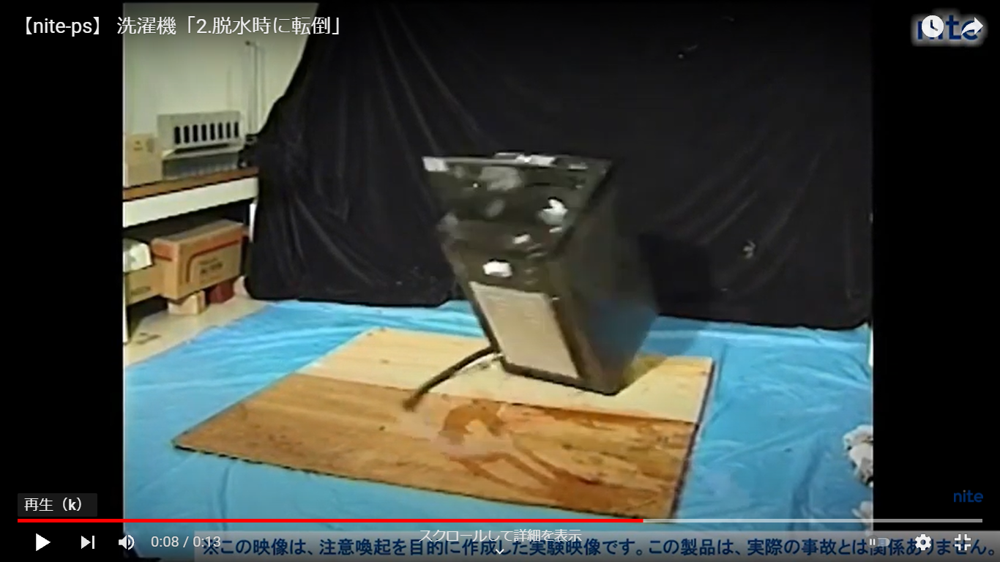 【nite-ps】 洗濯機「2.脱水時に転倒」
nite
nite
再生（k）
スクロールして詳細を表示
0:08 / 0:13
※この映像は、注意喚起を目的に作成した実験映像です。この製品は、実際の事故とは関係ありません。